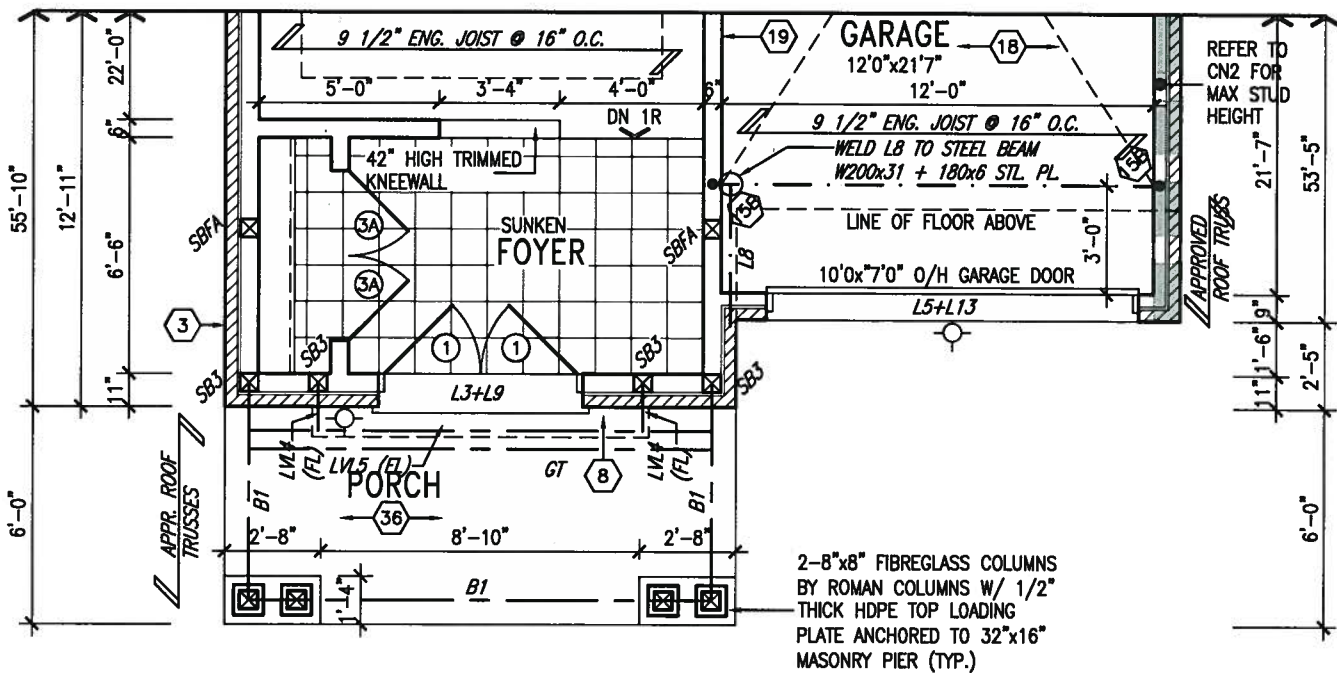 9 1/2" ENG. JOIST @ 16" O.C.
19
GARAGE
12'0"x21'7"
18
REFER TO
CN2 FOR
MAX STUD
HEIGHT
22'-0"
5'-0"
3'-4"
4'-0"
6"
12'-0"
6"
DN 1R
9 1/2" ENG. JOIST @ 16" O.C.
42" HIGH TRIMMED
KNEEWALL
WELD L8 TO STEEL BEAM
W200x31 + 180x6 STL. PL.
5B
5B
55'-10"
12'-11"
21'-7"
53'-5"
SBFA
3A
SUNKEN
FOYER
SBFA
LINE OF FLOOR ABOVE
APPROVED
ROOF TRUSS
6'-6"
3A
L8
3'-0"
10'0x"7'0" O/H GARAGE DOOR
L5+L13
9"
3
1
1
SB3
SB3
SB3
SB3
1'-6"
2'-5"
11"
L3+L9
11"
LVL4
(FL)
LVL5 (FL)
GT
8
LVL4
(FL)
PORCH
36
APPR. ROOF
TRUSSES
B1
B1
6'-0"
2'-8"
8'-10"
2'-8"
6'-0"
1'-4"
B1
2-8"x8" FIBREGLASS COLUMNS
BY ROMAN COLUMNS W/ 1/2"
THICK HDPE TOP LOADING
PLATE ANCHORED TO 32"x16"
MASONRY PIER (TYP.)